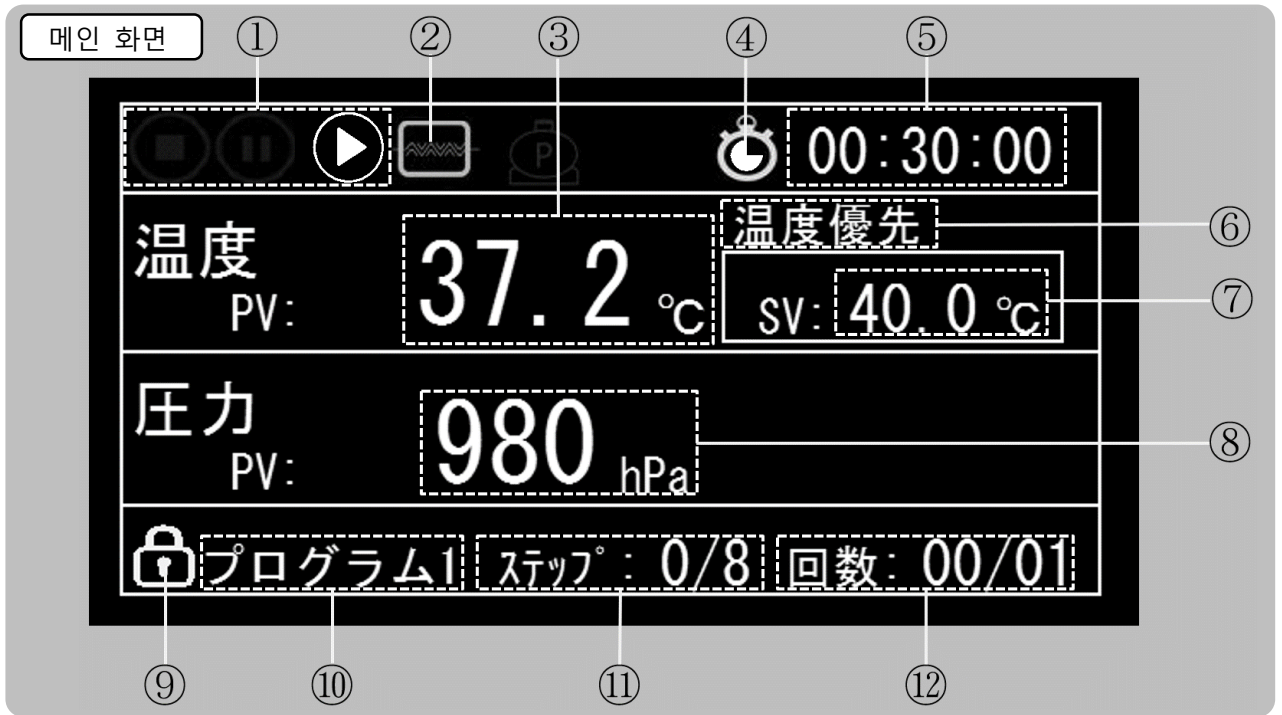 메인 화면
① ② ③ ④ ⑤
P 00:30:00
温度 温度優先 ⑥
PV: 37.2 ℃ SV: 40.0 ℃ ⑦
圧力
PV: 980 hPa ⑧
プログラム1 ステップ: 0/8 回数: 00/01
⑨ ⑩ ⑪ ⑫